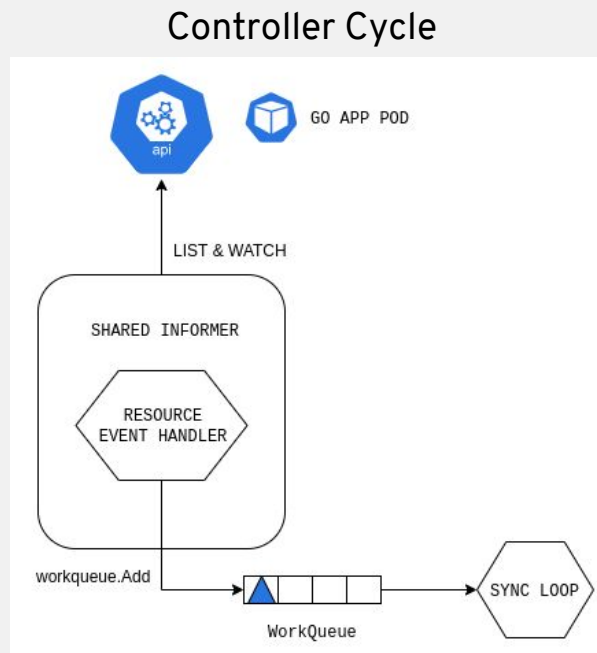 Controller Cycle
api
GO APP POD
LIST & WATCH
SHARED INFORMER
RESOURCE
EVENT HANDLER
workqueue.Add
SYNC LOOP
WorkQueue